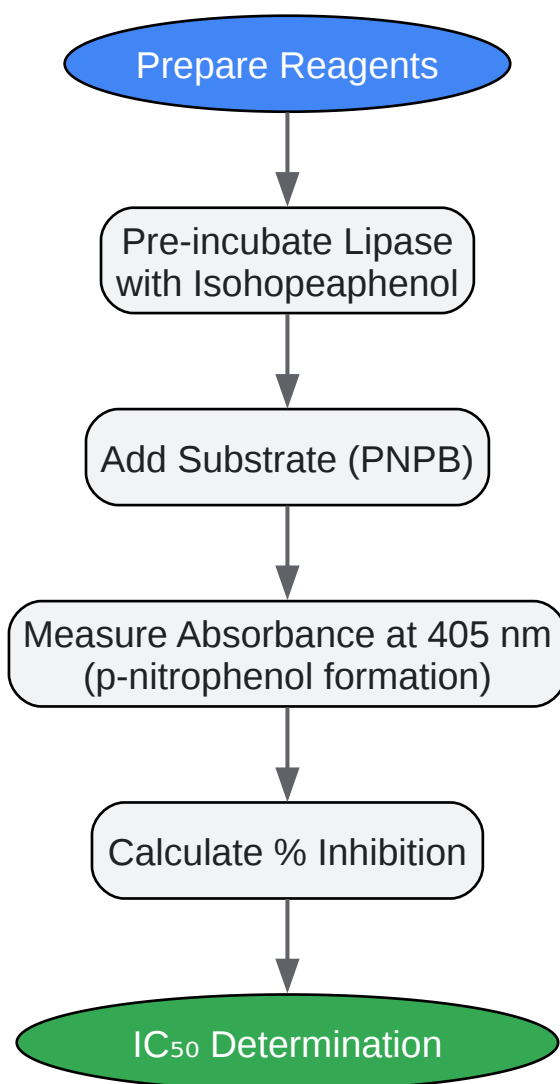 Prepare Reagents
Pre-incubate Lipase
with Isohopeaphenol
Add Substrate (PNPB)
Measure Absorbance at 405 nm
(p-nitrophenol formation)
Calculate % Inhibition
IC₅₀ Determination